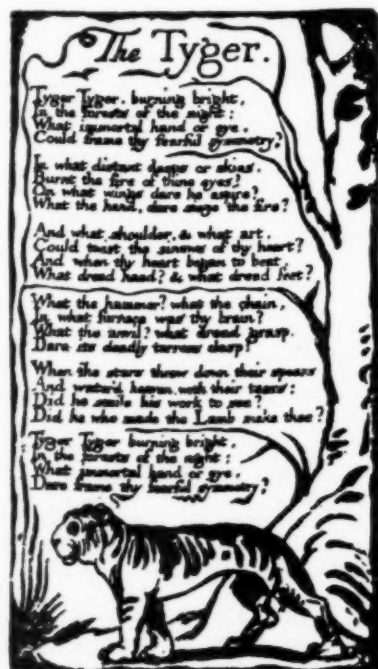 The Tyger.
Tyger Tyger, burning bright,
In the forests of the night:
What immortal hand or eye,
Could frame thy fearful symmetry?
In what distant deeps or skies,
Burnt the fire of thine eyes?
On what wings dare he aspire?
What the hand, dare sieze the fire?
And what shoulder, & what art,
Could twist the sinews of thy heart?
And when thy heart began to beat,
What dread hand? & what dread feet?
What the hammer? what the chain,
In what furnace was thy brain?
What the anvil? what dread grasp,
Dare its deadly terrors clasp?
When the stars threw down their spears
And water'd heaven with their tears:
Did he smile his work to see?
Did he who made the Lamb make thee?
Tyger Tyger burning bright,
In the forests of the night:
What immortal hand or eye,
Dare frame thy fearful symmetry?